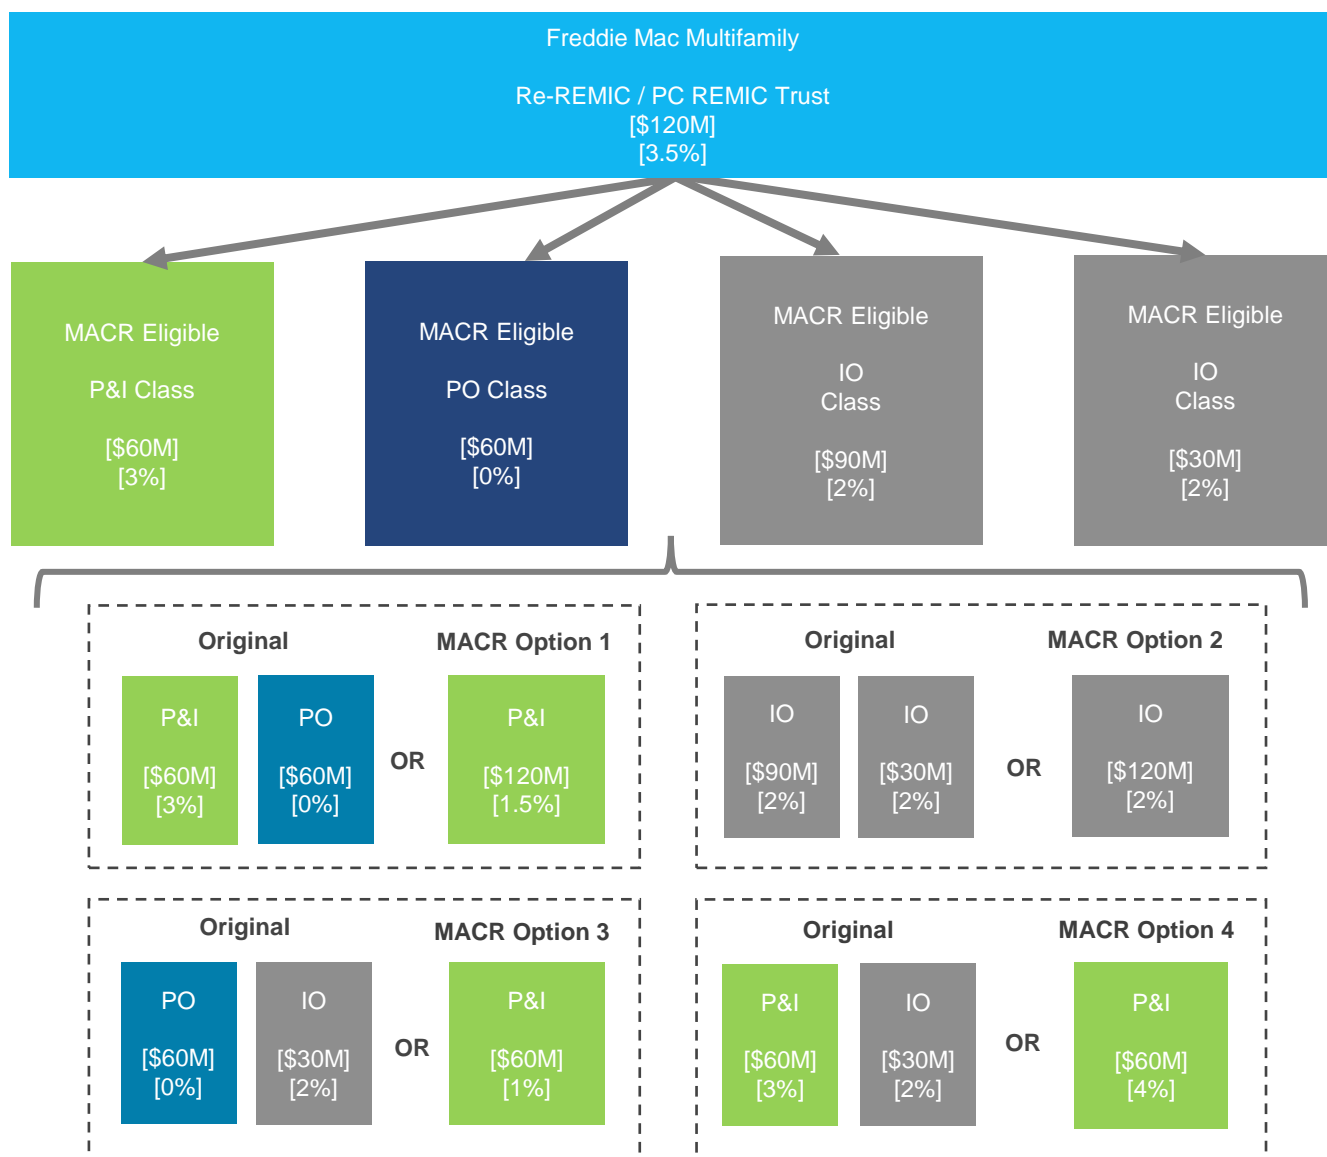 Freddie Mac Multifamily
Re-REMIC / PC REMIC Trust
[$120M]
[3.5%]
MACR Eligible
P&I Class
[$60M]
[3%]
MACR Eligible
PO Class
[$60M]
[0%]
MACR Eligible
IO
Class
[$90M]
[2%]
MACR Eligible
IO
Class
[$30M]
[2%]
Original
MACR Option 1
P&I
[$60M]
[3%]
PO
[$60M]
[0%]
OR
P&I
[$120M]
[1.5%]
Original
MACR Option 2
IO
[$90M]
[2%]
IO
[$30M]
[2%]
OR
IO
[$120M]
[2%]
Original
MACR Option 3
PO
[$60M]
[0%]
IO
[$30M]
[2%]
OR
P&I
[$60M]
[1%]
Original
MACR Option 4
P&I
[$60M]
[3%]
IO
[$30M]
[2%]
OR
P&I
[$60M]
[4%]